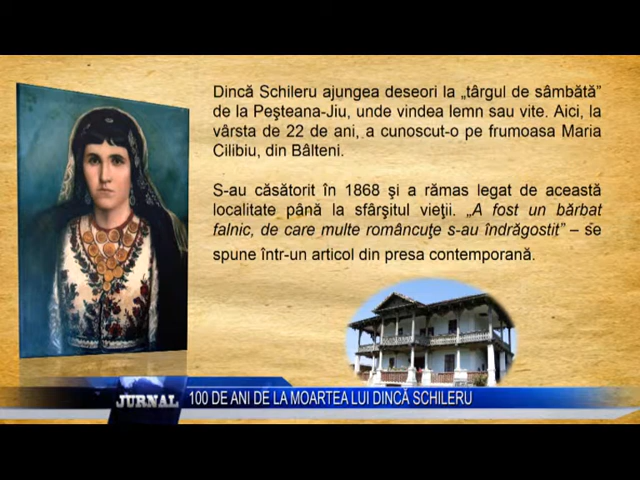 Dincă Schileru ajungea deseori la „târgul de sâmbătă”
de la Peşteana-Jiu, unde vindea lemn sau vite. Aici, la
vârsta de 22 de ani, a cunoscut-o pe frumoasa Maria
Cilibiu, din Bâlteni.
S-au căsătorit în 1868 şi a rămas legat de această
localitate până la sfârşitul vieţii. „A fost un bărbat
falnic, de care multe româncuţe s-au îndrăgostit” – se
spune într-un articol din presa contemporană.
JURNAL
100 DE ANI DE LA MOARTEA LUI DINCĂ SCHILERU